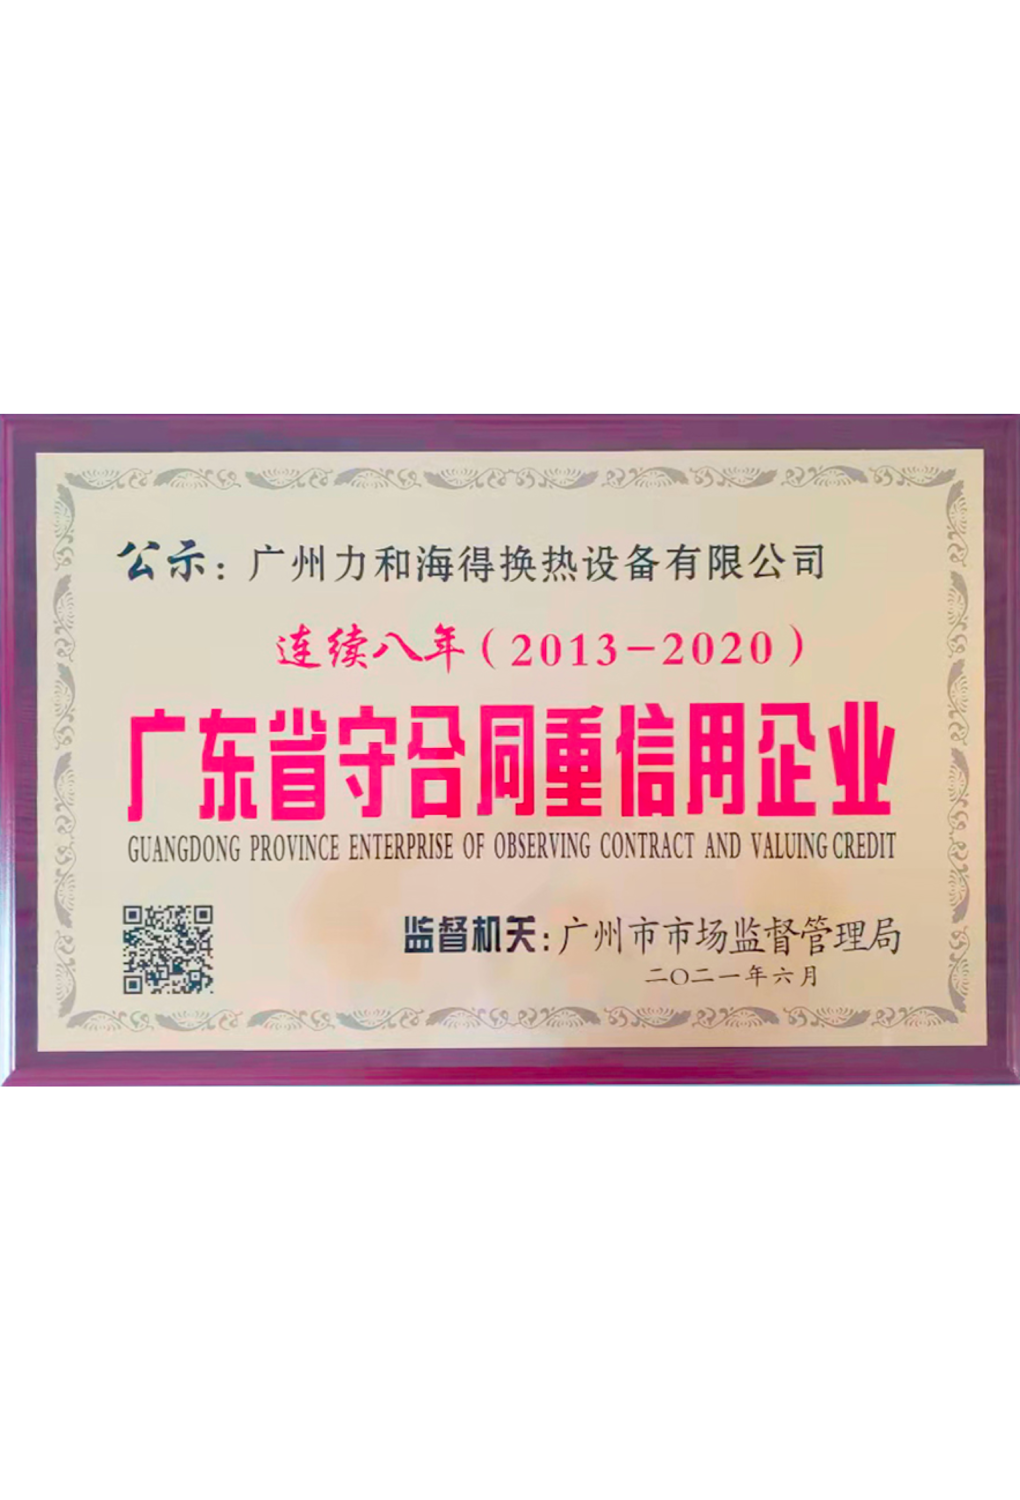 公示：广州力和海得换热设备有限公司
连续八年（2013-2020）
广东省守合同重信用企业
GUANGDONG PROVINCE ENTERPRISE OF OBSERVING CONTRACT AND VALUING CREDIT
监督机关：广州市市场监督管理局
二〇二一年六月